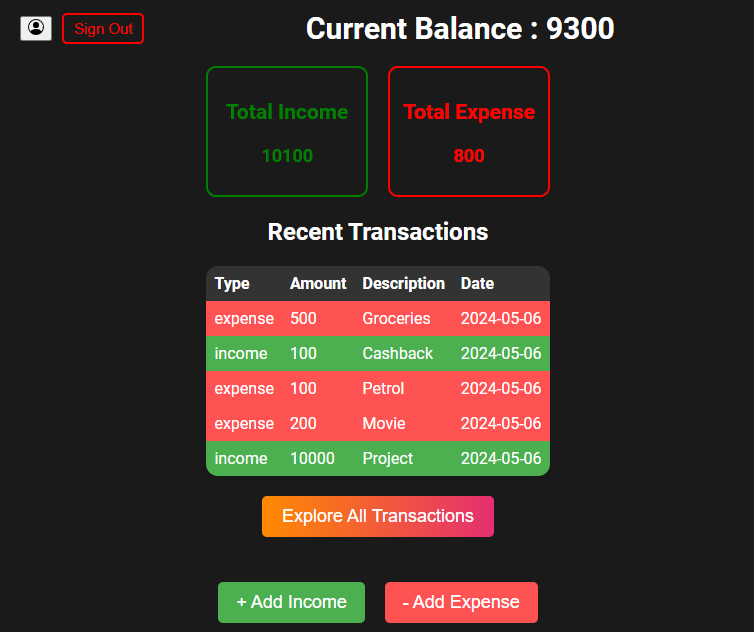 Sign Out
Current Balance : 9300
Total Income
10100
Total Expense
800
Recent Transactions
Type Amount Description Date
expense 500 Groceries 2024-05-06
income 100 Cashback 2024-05-06
expense 100 Petrol 2024-05-06
expense 200 Movie 2024-05-06
income 10000 Project 2024-05-06
Explore All Transactions
+ Add Income
- Add Expense